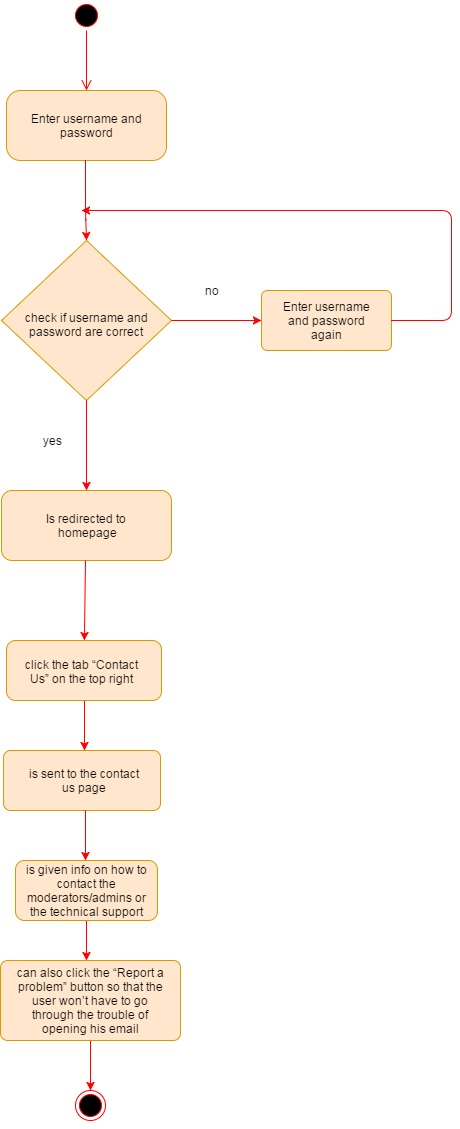 Enter username and
password
check if username and
password are correct
no
Enter username
and password
again
yes
Is redirected to
homepage
click the tab “Contact
Us” on the top right
is sent to the contact
us page
is given info on how to
contact the
moderators/admins or
the technical support
can also click the “Report a
problem” button so that the
user won’t have to go
through the trouble of
opening his email